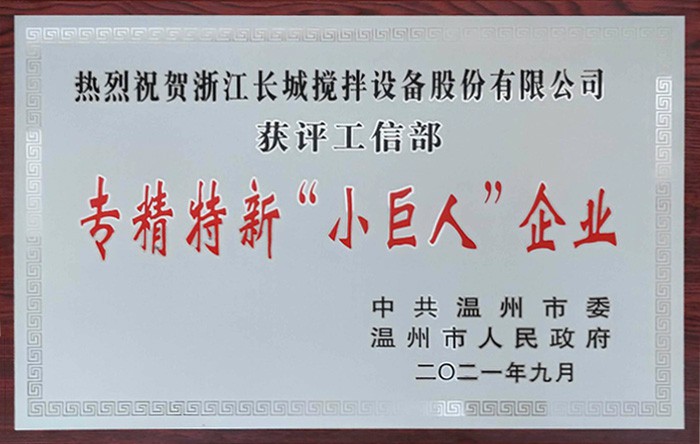 热烈祝贺浙江长城搅拌设备股份有限公司
获评工信部
专精特新“小巨人”企业
中共温州市委
温州市人民政府
二〇二一年九月